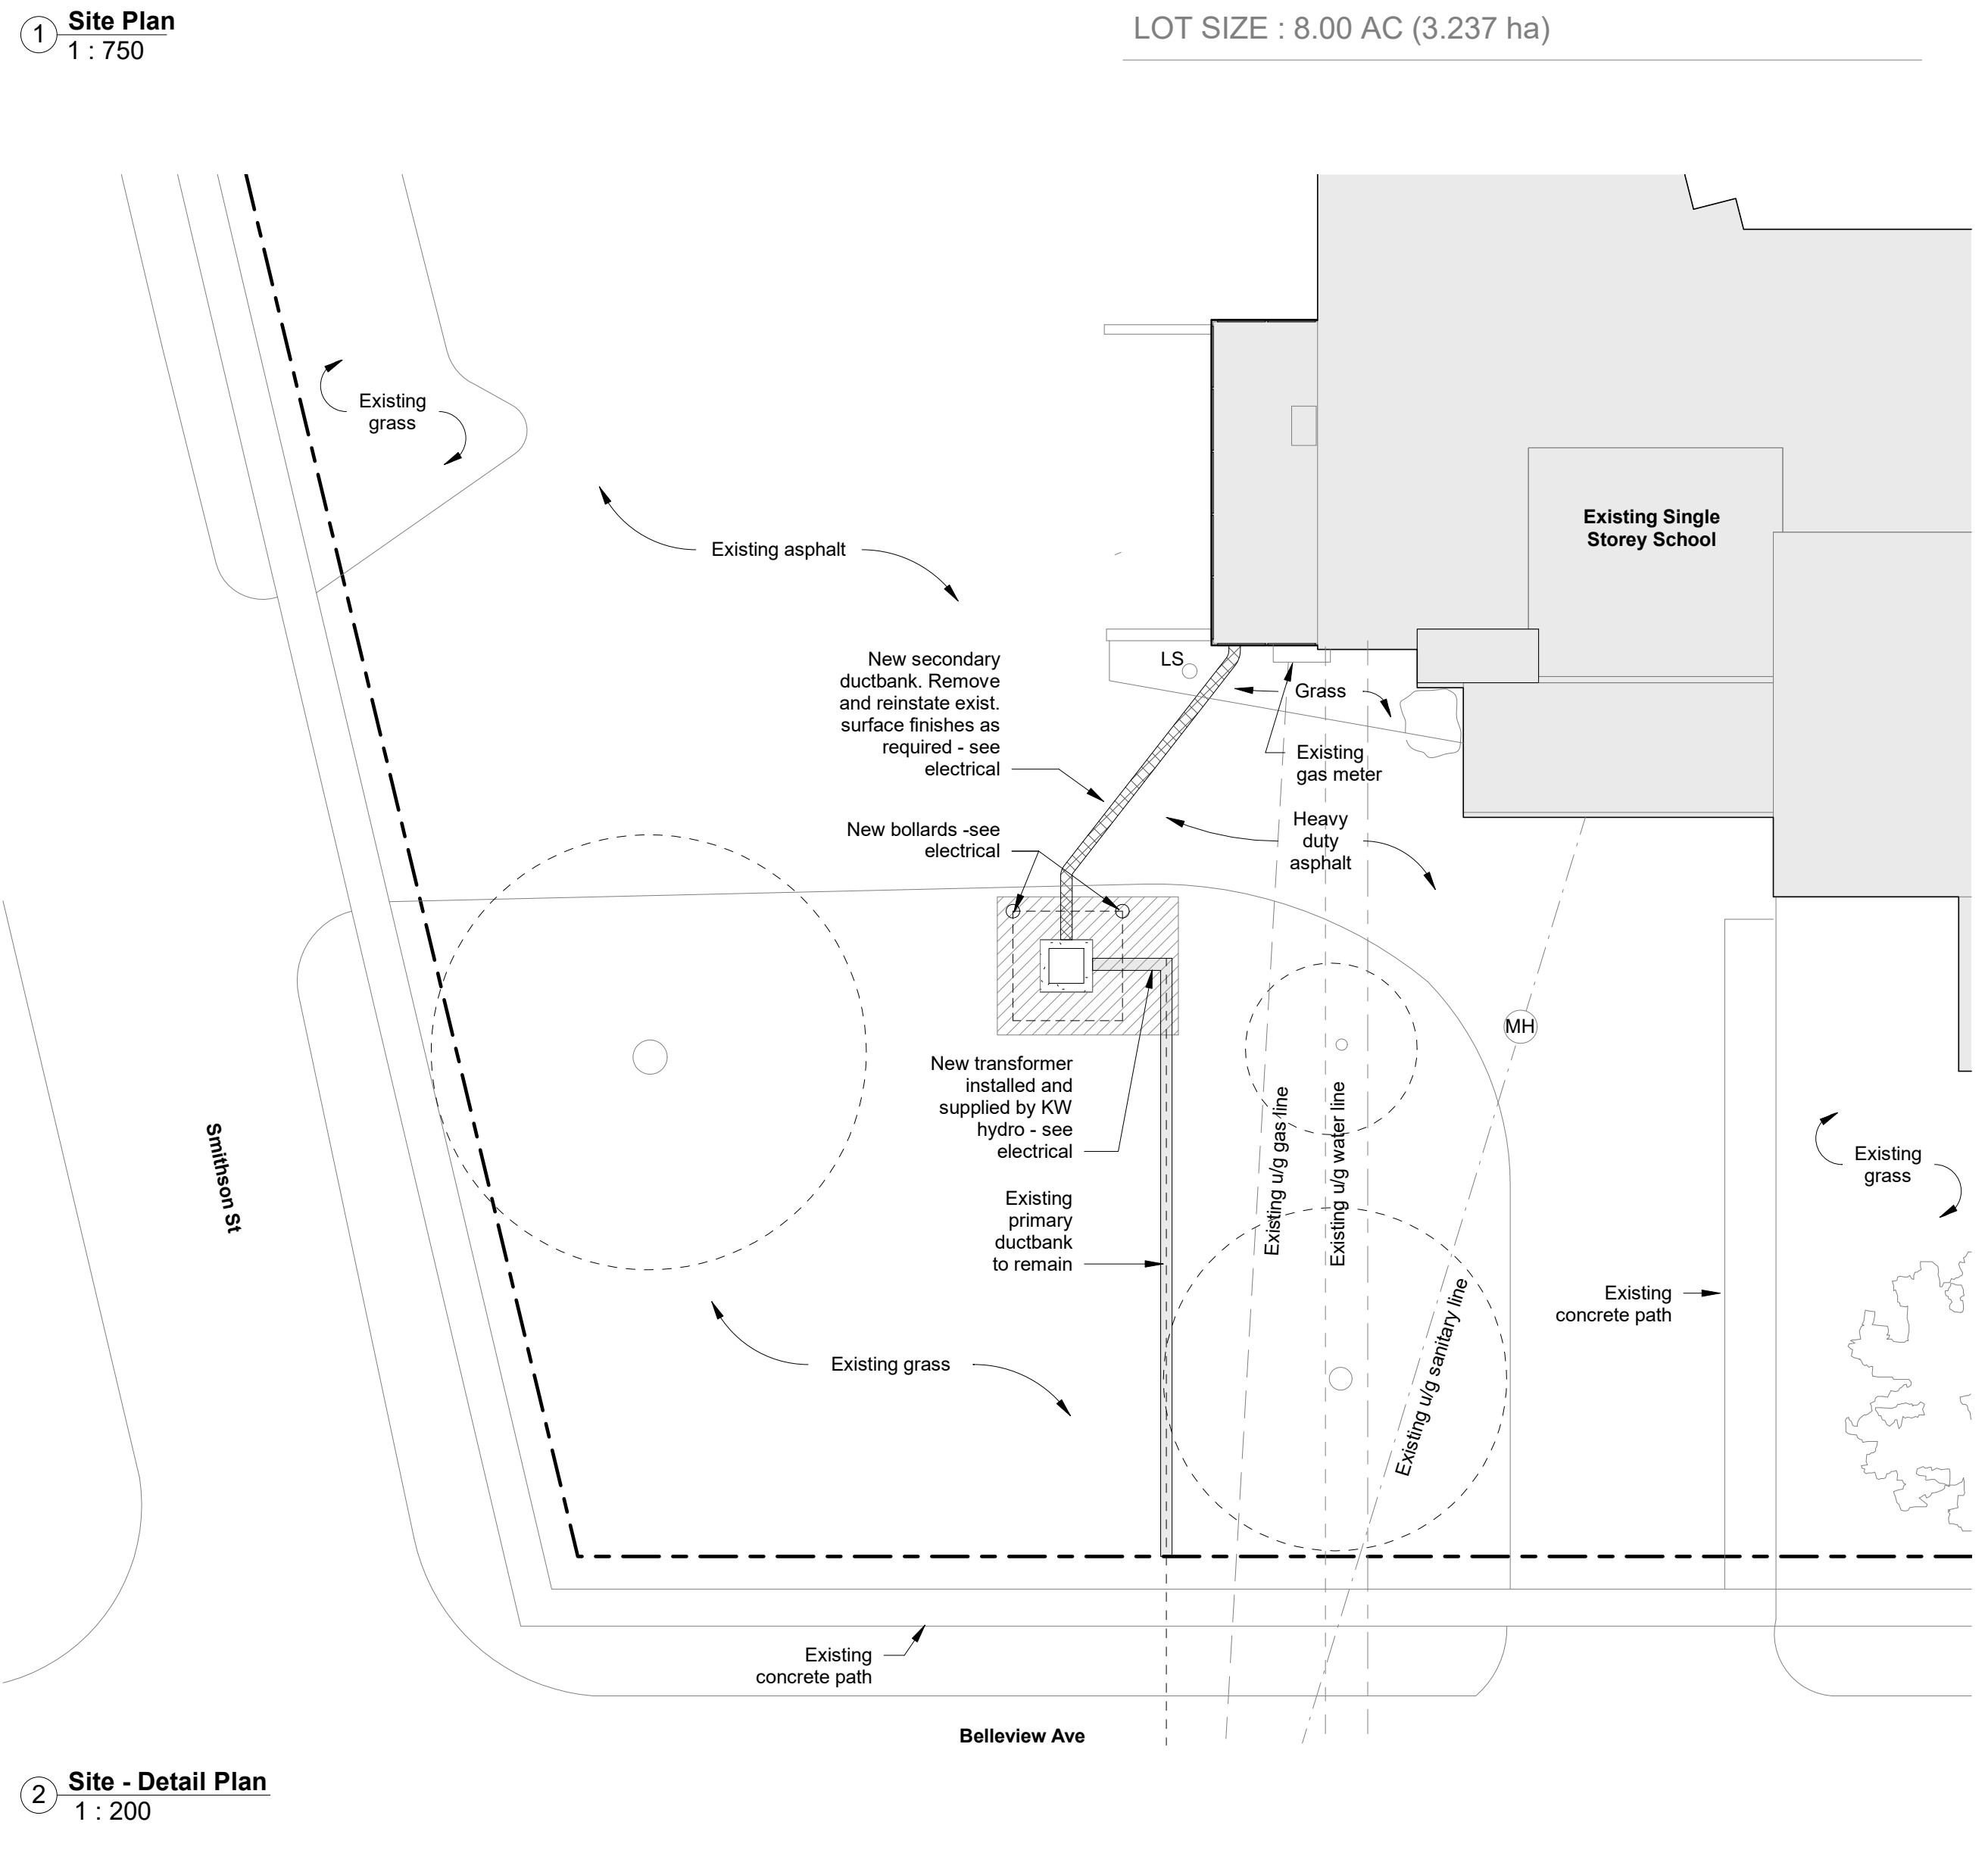 1
Site Plan
1 : 750
LOT SIZE : 8.00 AC (3.237 ha)
Existing
grass
Existing asphalt
Existing Single
Storey School
New secondary
ductbank. Remove
and reinstate exist.
surface finishes as
required - see
electrical
LS
Grass
Existing
gas meter
New bollards -see
electrical
Heavy
duty
asphalt
MH
New transformer
installed and
supplied by KW
hydro - see
electrical
Existing u/g gas line
Existing u/g water line
Smithson St
Existing
grass
Existing
primary
ductbank
to remain
Existing u/g sanitary line
Existing
concrete path
Existing grass
Existing
concrete path
Belleview Ave
2
Site - Detail Plan
1 : 200